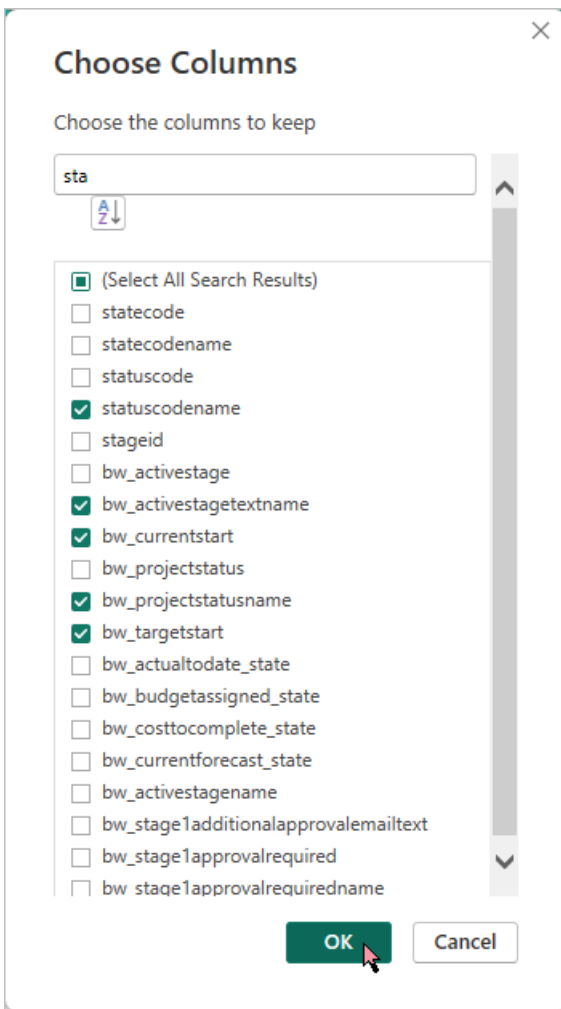 Choose Columns
Choose the columns to keep
sta
A
Z
(Select All Search Results)
statecode
statecodename
statuscode
statuscodename
stageid
bw_activestage
bw_activestagetextname
bw_currentstart
bw_projectstatus
bw_projectstatusname
bw_targetstart
bw_actualtodate_state
bw_budgetassigned_state
bw_costtocomplete_state
bw_currentforecast_state
bw_activestagename
bw_stage1additionalapprovalemailtext
bw_stage1approvalrequired
bw_stage1approvalrequiredname
OK Cancel